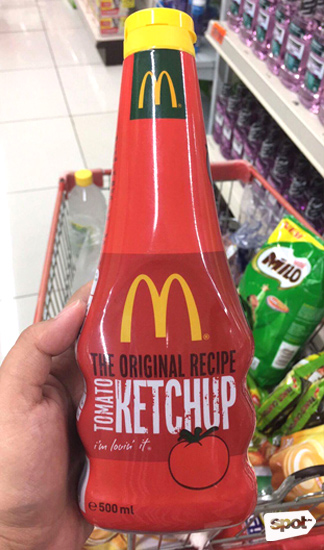 THE ORIGINAL RECIPE
TOMATO
KETCHUP
i'm lovin' it
e 500 ml
MILO
spot